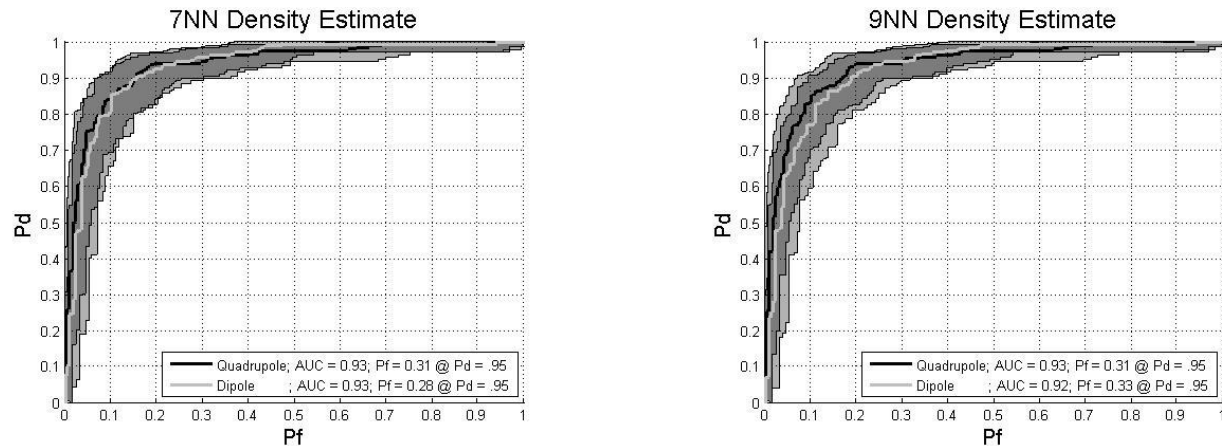 7NN Density Estimate
1
0.9
0.8
0.7
0.6
0.5
0.4
0.3
0.2
0.1
0
Pd
Quadrupole; AUC = 0.93; Pf = 0.31 @ Pd = .95
Dipole ; AUC = 0.93; Pf = 0.28 @ Pd = .95
0 0.1 0.2 0.3 0.4 0.5 0.6 0.7 0.8 0.9 1
Pf
9NN Density Estimate
1
0.9
0.8
0.7
0.6
0.5
0.4
0.3
0.2
0.1
0
Pd
Quadrupole; AUC = 0.93; Pf = 0.31 @ Pd = .95
Dipole ; AUC = 0.92; Pf = 0.33 @ Pd = .95
0 0.1 0.2 0.3 0.4 0.5 0.6 0.7 0.8 0.9 1
Pf